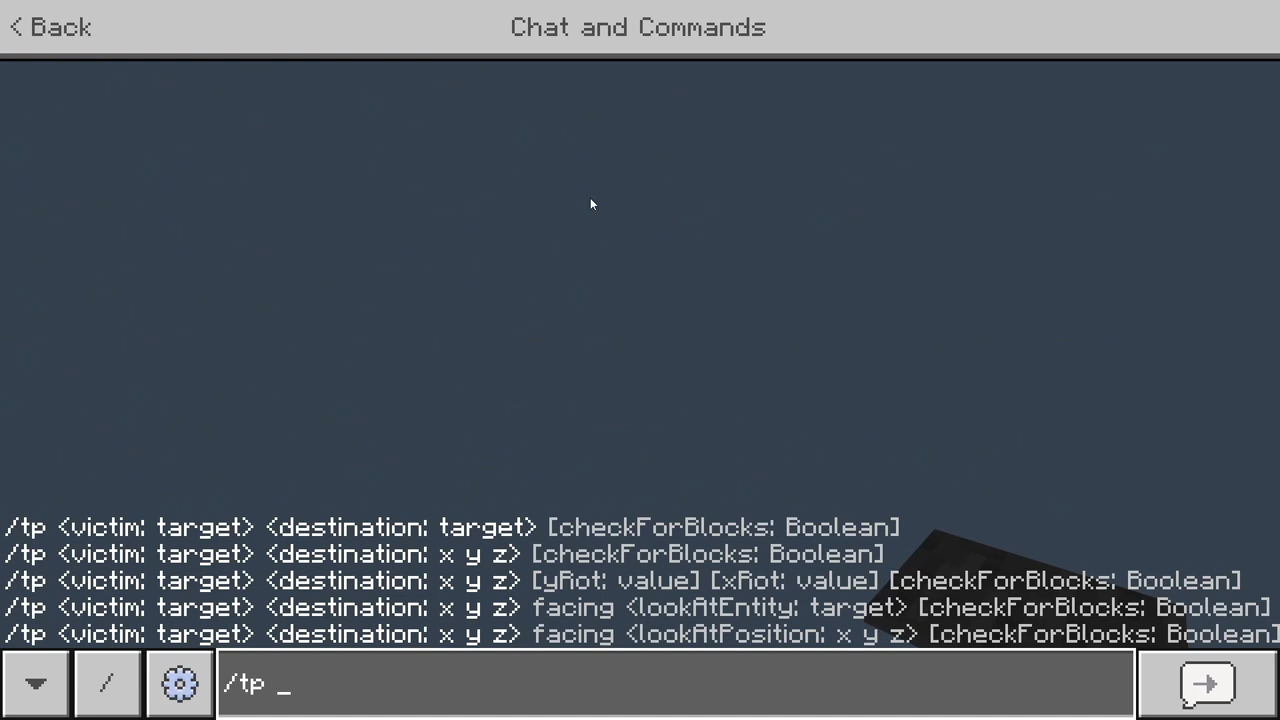 < Back
Chat and Commands
/tp <victim: target> <destination: target> [checkForBlocks: Boolean]
/tp <victim: target> <destination: x y z> [checkForBlocks: Boolean]
/tp <victim: target> <destination: x y z> [yRot: value] [xRot: value] [checkForBlocks: Boolean]
/tp <victim: target> <destination: x y z> facing <lookAtEntity: target> [checkForBlocks: Boolean]
/tp <victim: target> <destination: x y z> facing <lookAtPosition: x y z> [checkForBlocks: Boolean]
/
/tp _